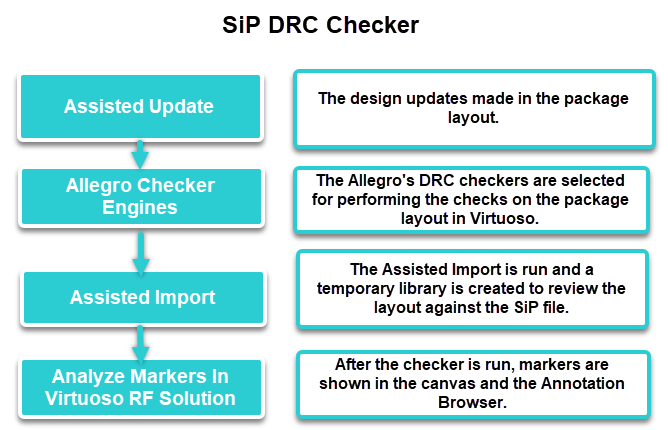 SiP DRC Checker
Assisted Update
The design updates made in the package
layout.
Allegro Checker
Engines
The Allegro's DRC checkers are selected
for performing the checks on the package
layout in Virtuoso.
Assisted Import
The Assisted Import is run and a
temporary library is created to review the
layout against the SiP file.
Analyze Markers In
Virtuoso RF Solution
After the checker is run, markers are
shown in the canvas and the Annotation
Browser.